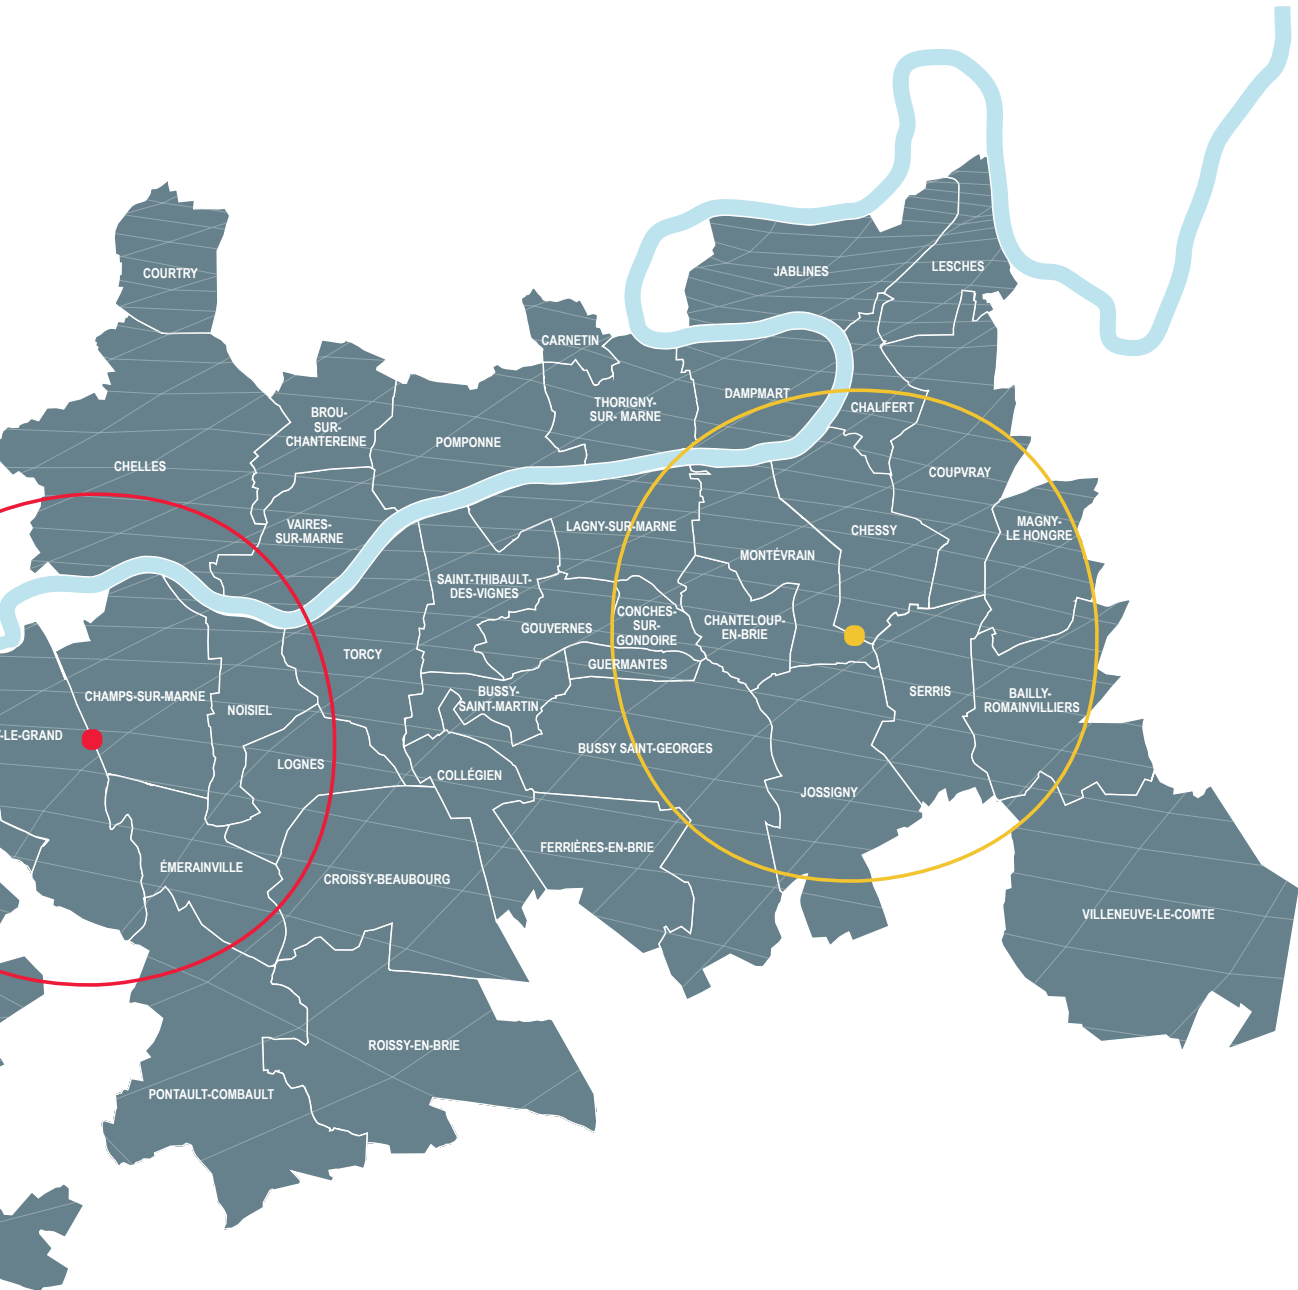 LESCHES
JABLINES
COURTRY
CARNETIN
DAMPMART
THORIGNY-
SUR- MARNE
CHALIFERT
BROU-
SUR-
CHANTEREINE
POMPONNE
CHELLES
COUPVRAY
VAIRES-
SUR-MARNE
LAGNY-SUR-MARNE
CHESSY
MAGNY-
LE HONGRE
MONTÉVRAIN
SAINT-THIBAULT-
DES-VIGNES
GOUVERNES
CONCHES-
SUR-
GONDOIRE
CHANTELOUP-
EN-BRIE
TORCY
GUERMANTES
CHAMPS-SUR-MARNE
NOISIEL
BUSSY-
SAINT-MARTIN
SERRIS
BAILLY-
ROMAINVILLIERS
-LE-GRAND
BUSSY SAINT-GEORGES
LOGNES
COLLÉGIEN
JOSSIGNY
FERRIÈRES-EN-BRIE
ÉMERAINVILLE
CROISSY-BEAUBOURG
VILLENEUVE-LE-COMTE
ROISSY-EN-BRIE
PONTAULT-COMBAULT